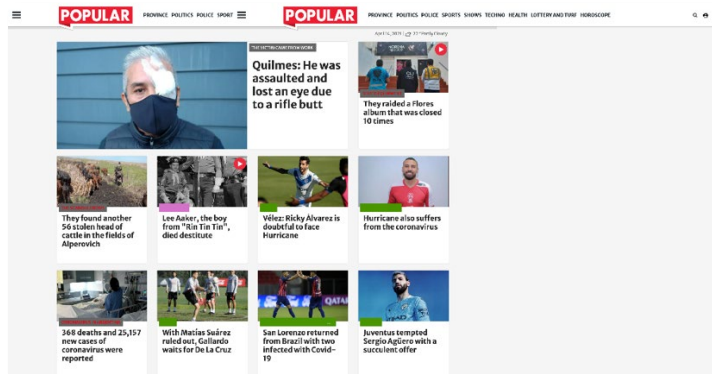 POPULAR
PROVINCE POLITICS POLICE SPORT
POPULAR
PROVINCE POLITICS POLICE SPORTS SHOWS TECHNO HEALTH LOTTERY AND TURF HOROSCOPE
Quilmes: He was
assaulted and
lost an eye due
to a rifle butt
They raided a Flores
album that was closed
10 times
They found another
56 stolen head of
cattle in the fields of
Alperovich
Lee Aaker, the boy
from "Rin Tin Tin",
died destitute
Vélez: Ricky Álvarez is
doubtful to face
Hurricane
Hurricane also suffers
from the coronavirus
368 deaths and 25,157
new cases of
coronavirus were
reported
With Matías Suárez
ruled out, Gallardo
waits for De La Cruz
QATAR
San Lorenzo returned
from Brazil with two
infected with Covid-
19
Juventus tempted
Sergio Agüero with a
succulent offer